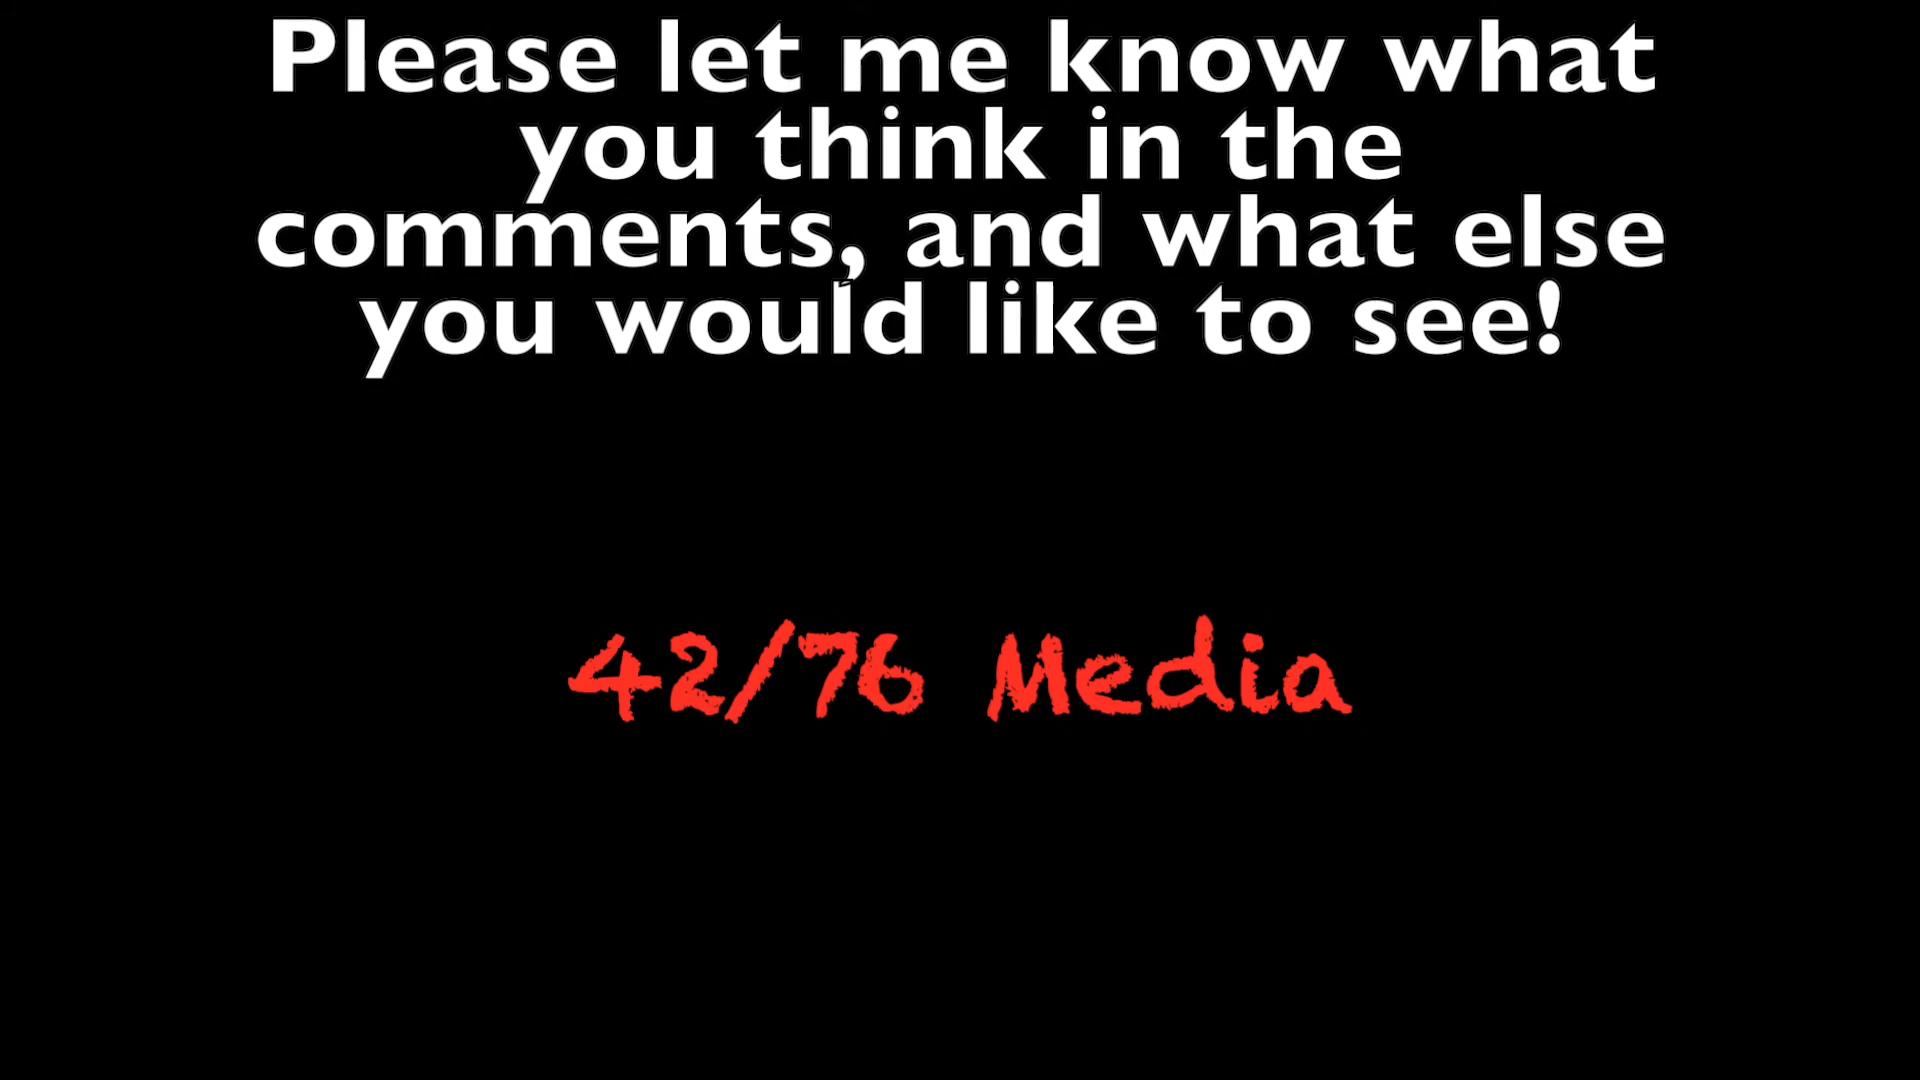 Please let me know what
you think in the
comments, and what else
you would like to see!
42/76 Media